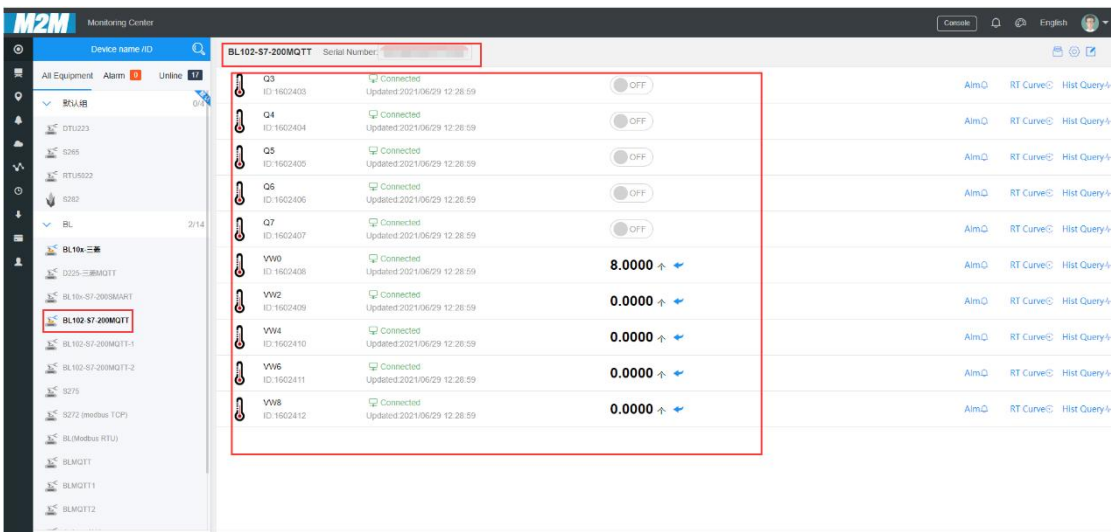 M2M Monitoring Center
Console English
Device name /ID
All Equipment Alarm 0 Unline 17
默认组 0/4
DTU223
S265
RTU5022
S282
BL 2/14
BL10x-三菱
D225-三菱MQTT
BL10x-S7-200SMART
BL102-S7-200MQTT
BL102-S7-200MQTT-1
BL102-S7-200MQTT-2
S275
S272 (modbus TCP)
BL(Modbus RTU)
BLMQTT
BLMQTT1
BLMQTT2
BL102-S7-200MQTT Serial Number:
Q3 Connected OFF Alm RT Curve Hist Query
ID:1602403 Updated:2021/06/29 12:28:59
Q4 Connected OFF Alm RT Curve Hist Query
ID:1602404 Updated:2021/06/29 12:28:59
Q5 Connected OFF Alm RT Curve Hist Query
ID:1602405 Updated:2021/06/29 12:28:59
Q6 Connected OFF Alm RT Curve Hist Query
ID:1602406 Updated:2021/06/29 12:28:59
Q7 Connected OFF Alm RT Curve Hist Query
ID:1602407 Updated:2021/06/29 12:28:59
VW0 Connected 8.0000 个 Alm RT Curve Hist Query
ID:1602408 Updated:2021/06/29 12:28:59
VW2 Connected 0.0000 个 Alm RT Curve Hist Query
ID:1602409 Updated:2021/06/29 12:28:59
VW4 Connected 0.0000 个 Alm RT Curve Hist Query
ID:1602410 Updated:2021/06/29 12:28:59
VW6 Connected 0.0000 个 Alm RT Curve Hist Query
ID:1602411 Updated:2021/06/29 12:28:59
VW8 Connected 0.0000 个 Alm RT Curve Hist Query
ID:1602412 Updated:2021/06/29 12:28:59